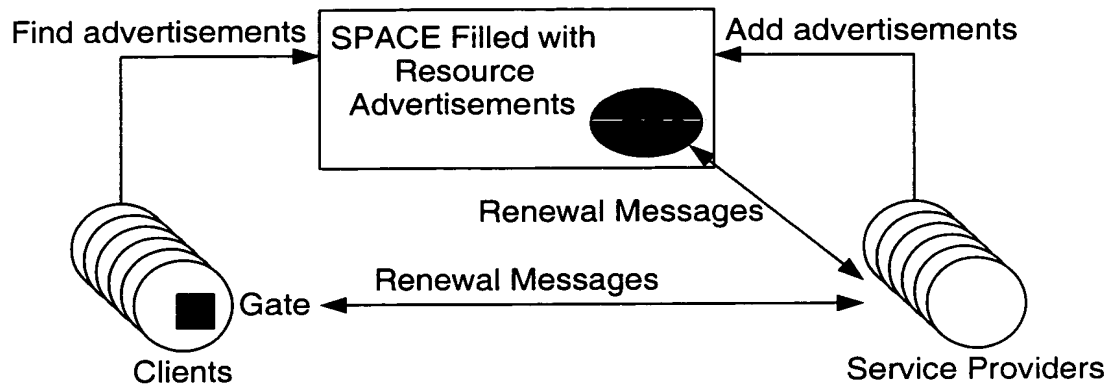 Find advertisements
SPACE Filled with
Resource
Advertisements
Add advertisements
Renewal Messages
Renewal Messages
Gate
Clients
Service Providers